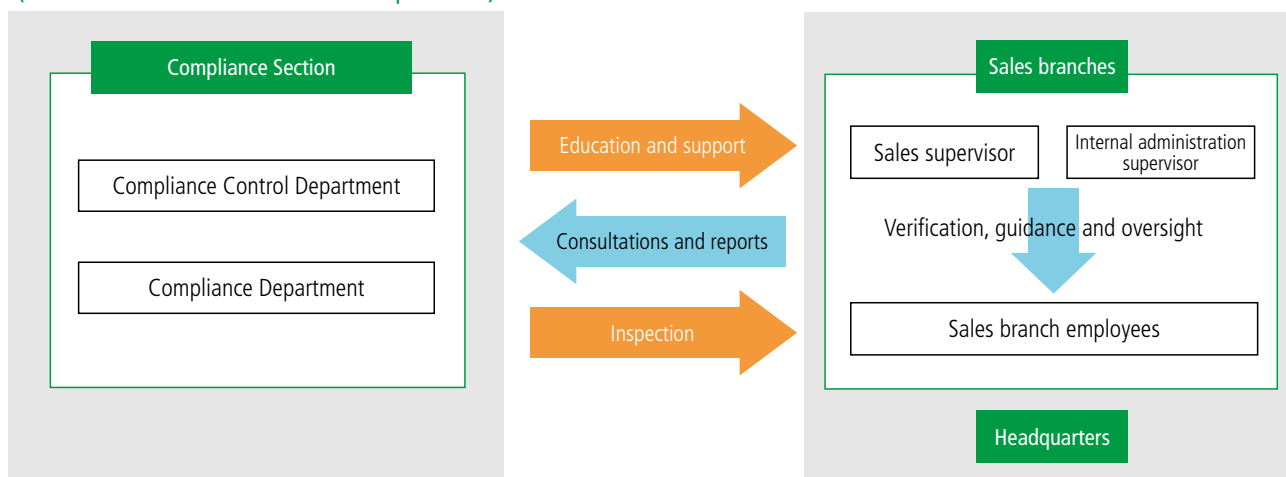 Compliance Section
Compliance Control Department
Compliance Department
Education and support
Consultations and reports
Inspection
Sales branches
Sales supervisor
Internal administration
supervisor
Verification, guidance and oversight
Sales branch employees
Headquarters